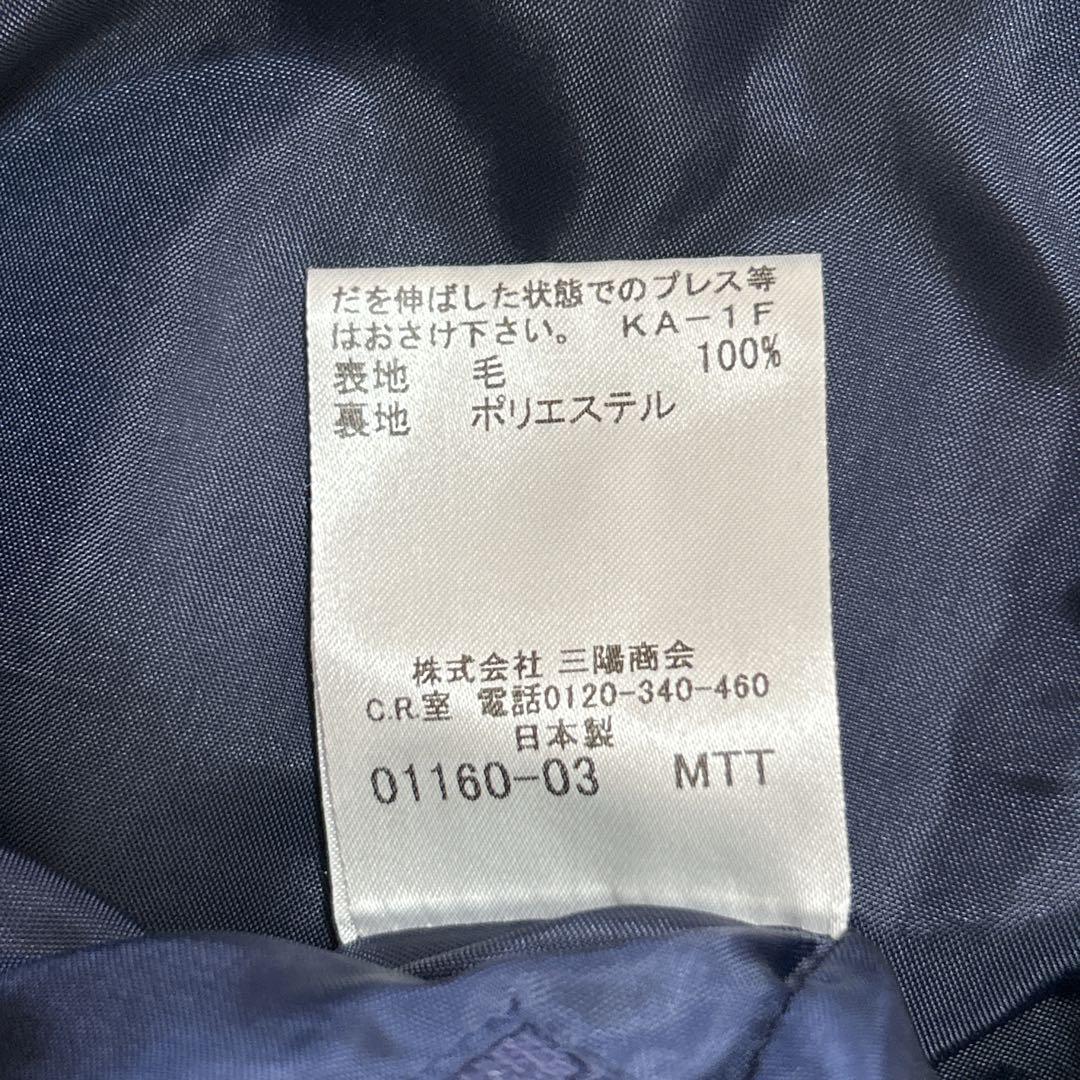 だを伸ばした状態でのプレス等
はおさけ下さい。 KA-1F
表地 毛 100%
裏地 ポリエステル
株式会社 三陽商会
C.R.室 電話0120-340-460
日本製
01160-03 MTT